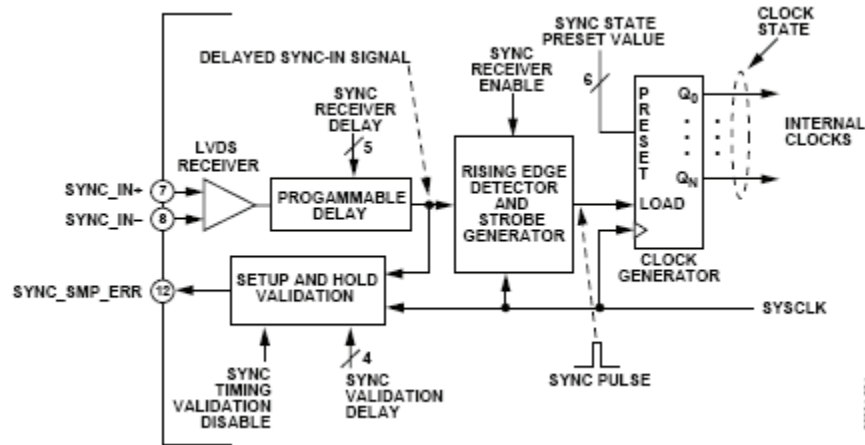 CLOCK
STATE
SYNC STATE
PRESET VALUE
DELAYED SYNC-IN SIGNAL
SYNC
RECEIVER
ENABLE
SYNC
RECEIVER
DELAY
6
P
R
E
S
E
T
Q0
QN
INTERNAL
CLOCKS
LVDS
RECEIVER
5
SYNC_IN+
7
SYNC_IN–
8
PROGAMMABLE
DELAY
RISING EDGE
DETECTOR
AND
STROBE
GENERATOR
LOAD
CLOCK
GENERATOR
SYNC_SMP_ERR
12
SETUP AND HOLD
VALIDATION
SYSCLK
4
SYNC
TIMING
VALIDATION
DISABLE
SYNC
VALIDATION
DELAY
SYNC PULSE